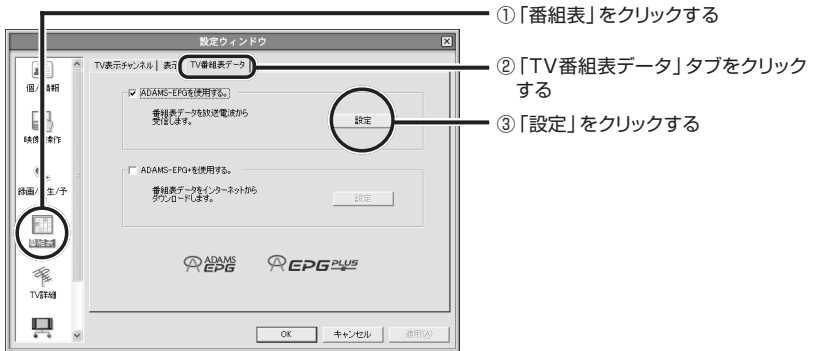 ①「番組表」をクリックする
②「TV番組表データ」タブをクリック
する
③「設定」をクリックする
設定ウィンドウ
TV表示チャンネル
TV番組表データ
ADAMS-EPGを使用する。
番組表データを放送電波から
受信します。
設定
ADAMS-EPG+を使用する。
番組表データをインターネットから
ダウンロードします。
設定
番組表
TV詳細
ADAMS
EPG
EPG PLUS
OK
キャンセル
適用(A)